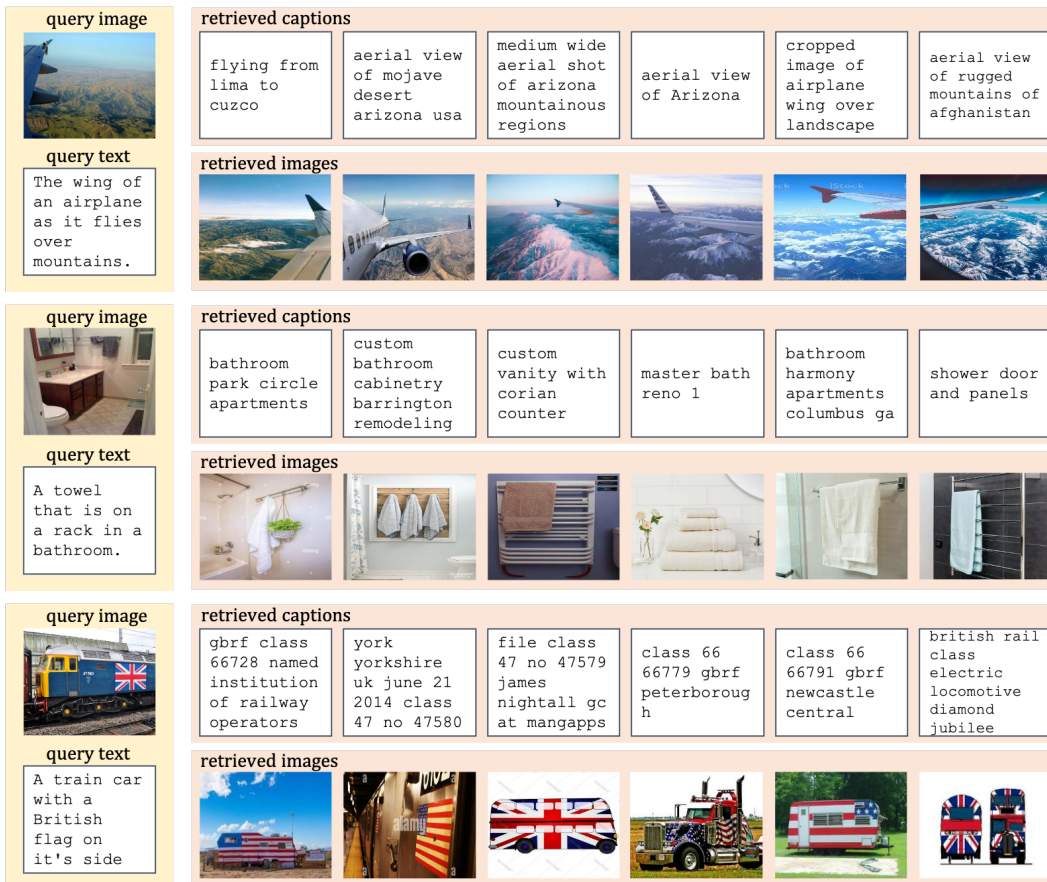 query image
retrieved captions
flying from
lima to
cuzco
aerial view
of mojave
desert
arizona usa
medium wide
aerial shot
of arizona
mountainous
regions
aerial view
of Arizona
cropped
image of
airplane
wing over
landscape
aerial view
of rugged
mountains of
afghanistan
query text
The wing of
an airplane
as it flies
over
mountains.
retrieved images
iStock
query image
retrieved captions
bathroom
park circle
apartments
custom
bathroom
cabinetry
barrington
remodeling
custom
vanity with
corian
counter
master bath
reno 1
bathroom
harmony
apartments
columbus ga
shower door
and panels
query text
A towel
that is on
a rack in a
bathroom.
retrieved images
query image
retrieved captions
gbrf class
66728 named
institution
of railway
operators
york
yorkshire
uk june 21
2014 class
47 no 47580
file class
47 no 47579
james
nightall gc
at mangapps
class 66
66779 gbrf
peterboroug
h
class 66
66791 gbrf
newcastle
central
british rail
class
electric
locomotive
diamond
jubilee
query text
A train car
with a
British
flag on
it's side
retrieved images
alamy